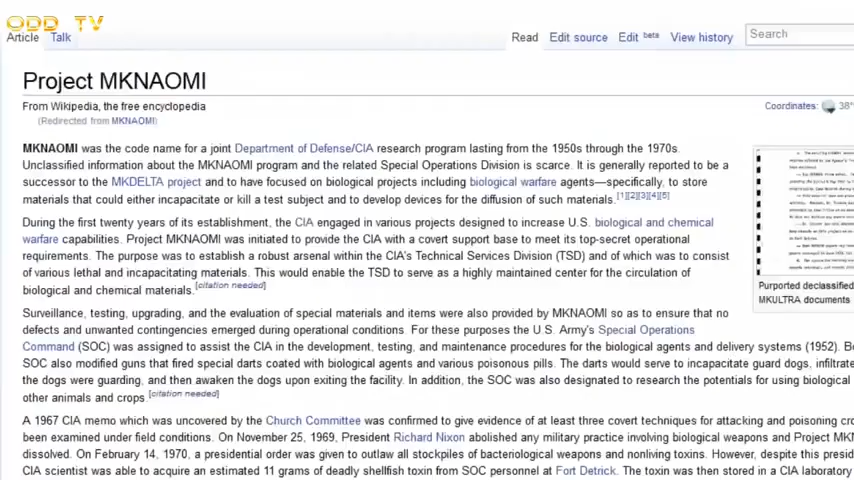 ODD TV
Article Talk Read Edit source Edit beta View history Search
Project MKNAOMI
From Wikipedia, the free encyclopedia
Coordinates: 38°
(Redirected from MKNAOMI)
MKNAOMI was the code name for a joint Department of Defense/CIA research program lasting from the 1950s through the 1970s.
Unclassified information about the MKNAOMI program and the related Special Operations Division is scarce. It is generally reported to be a
successor to the MKDELTA project and to have focused on biological projects including biological warfare agents—specifically, to store
materials that could either incapacitate or kill a test subject and to develop devices for the diffusion of such materials.[1][2][3][4][5]
During the first twenty years of its establishment, the CIA engaged in various projects designed to increase U.S. biological and chemical
warfare capabilities. Project MKNAOMI was initiated to provide the CIA with a covert support base to meet its top-secret operational
requirements. The purpose was to establish a robust arsenal within the CIA's Technical Services Division (TSD) and of which was to consist
of various lethal and incapacitating materials. This would enable the TSD to serve as a highly maintained center for the circulation of
biological and chemical materials.[citation needed]
Purported declassified
MKULTRA documents
Surveillance, testing, upgrading, and the evaluation of special materials and items were also provided by MKNAOMI so as to ensure that no
defects and unwanted contingencies emerged during operational conditions. For these purposes the U.S. Army's Special Operations
Command (SOC) was assigned to assist the CIA in the development, testing, and maintenance procedures for the biological agents and delivery systems (1952). Bo
SOC also modified guns that fired special darts coated with biological agents and various poisonous pills. The darts would serve to incapacitate guard dogs, infiltrate
the dogs were guarding, and then awaken the dogs upon exiting the facility. In addition, the SOC was also designated to research the potentials for using biological
other animals and crops.[citation needed]
A 1967 CIA memo which was uncovered by the Church Committee was confirmed to give evidence of at least three covert techniques for attacking and poisoning cro
been examined under field conditions. On November 25, 1969, President Richard Nixon abolished any military practice involving biological weapons and Project MKN
dissolved. On February 14, 1970, a presidential order was given to outlaw all stockpiles of bacteriological weapons and nonliving toxins. However, despite this presid
CIA scientist was able to acquire an estimated 11 grams of deadly shellfish toxin from SOC personnel at Fort Detrick. The toxin was then stored in a CIA laboratory